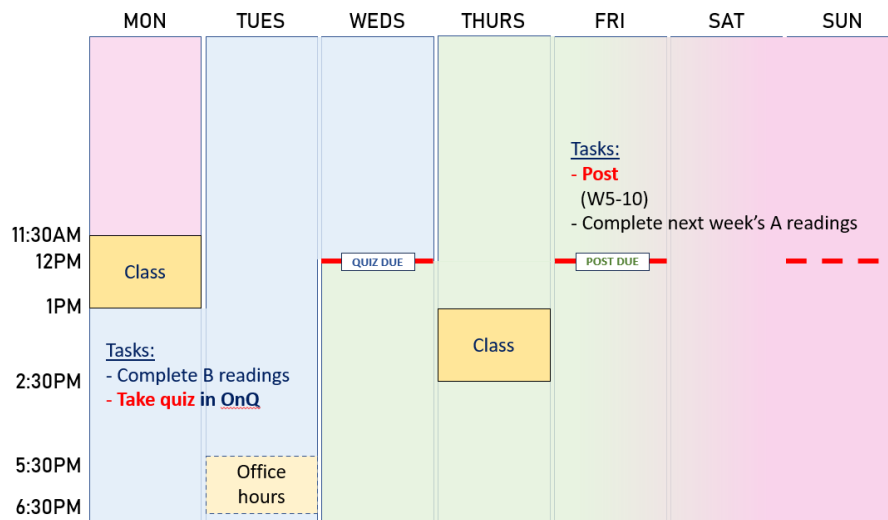 MON TUES WEDS THURS FRI SAT SUN
Tasks:
- Post
(W5-10)
- Complete next week's A readings
11:30AM
12PM
Class
QUIZ DUE
POST DUE
1PM
Class
Tasks:
- Complete B readings
2:30PM
- Take quiz in OnQ
5:30PM
Office
hours
6:30PM